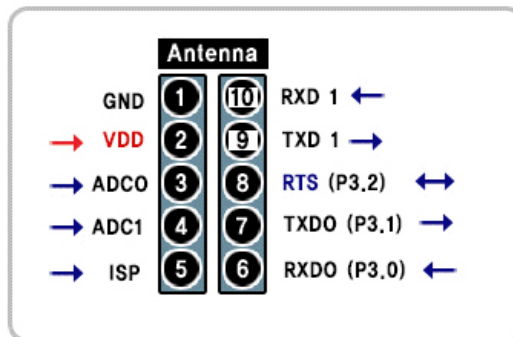 Antenna
GND 1 10 RXD 1
VDD 2 9 TXD 1
ADCO 3 8 RTS (P3.2)
ADC1 4 7 TXDO (P3.1)
ISP 5 6 RXDO (P3.0)